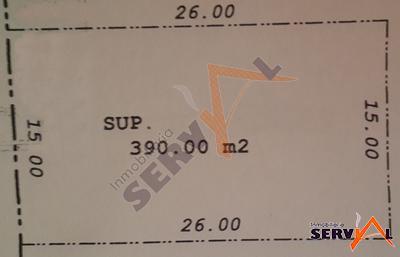 26.00
15.00
SUP.
390.00 m2
15.00
26.00
Inmobiliaria
SERVAL
Inmobiliaria
SERVAL